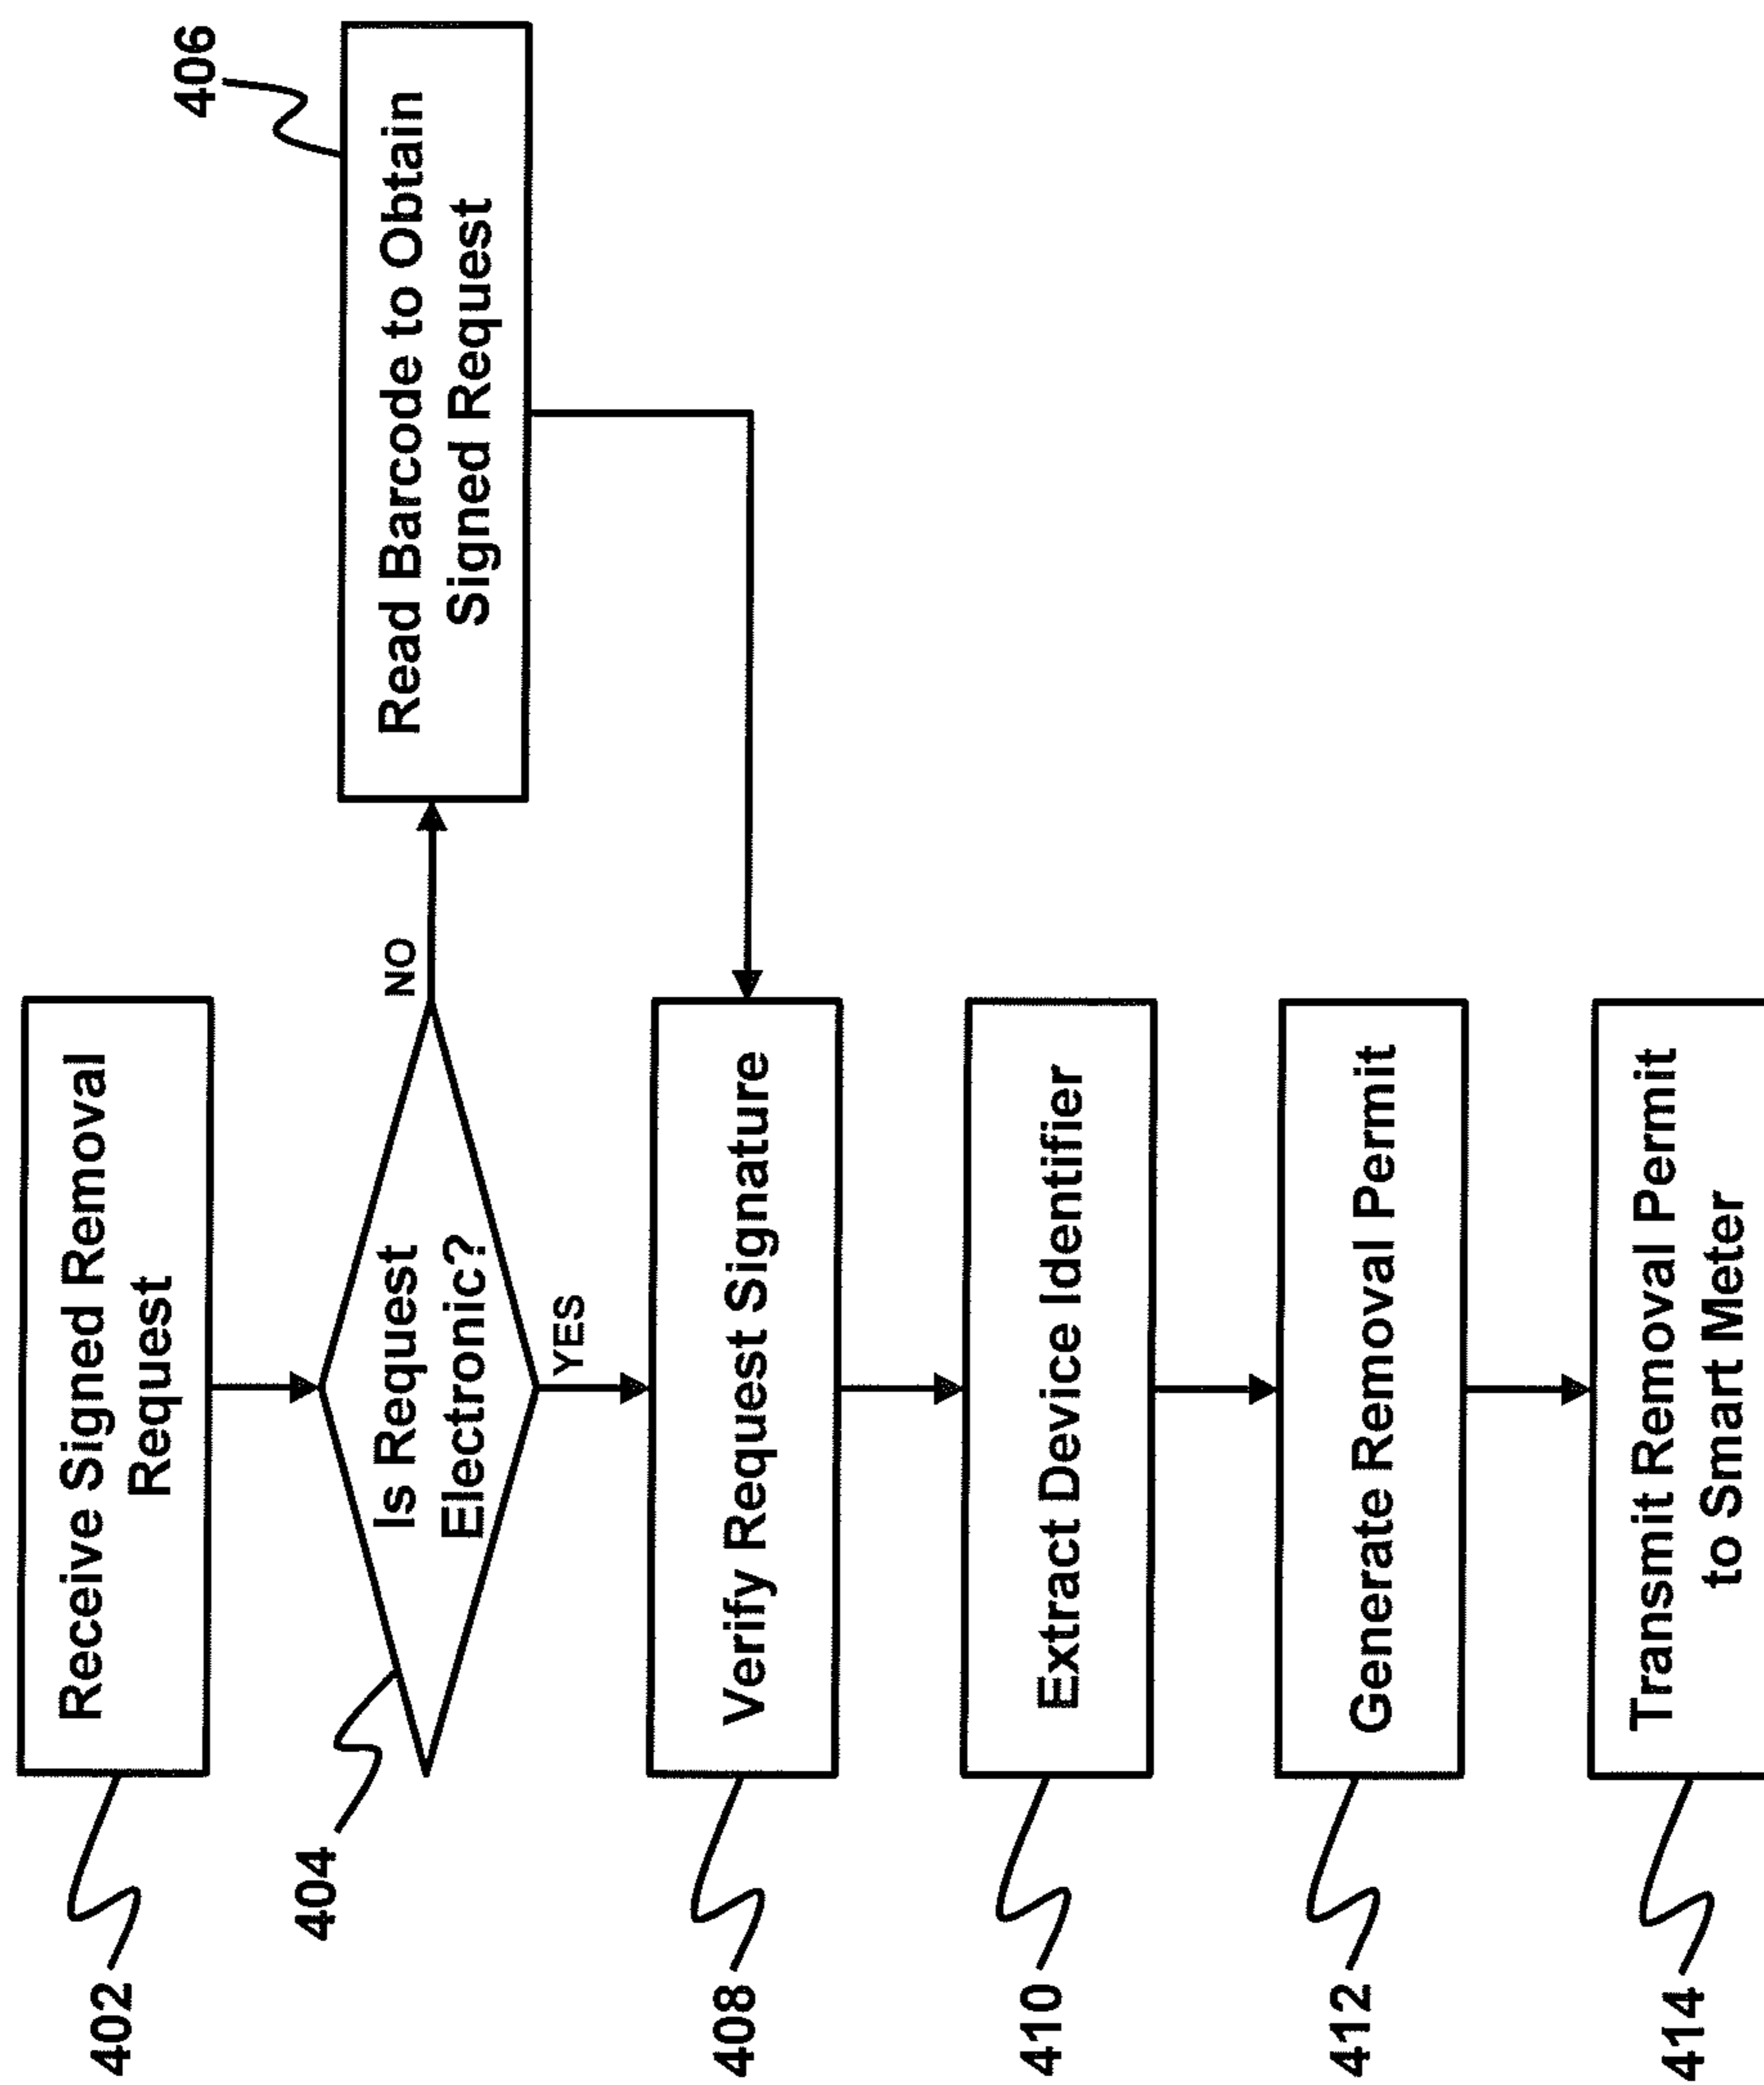 402
Receive Signed Removal
Request
404
Is Request
Electronic?
NO
YES
406
Read Barcode to Obtain
Signed Request
408
Verify Request Signature
410
Extract Device Identifier
412
Generate Removal Permit
414
Transmit Removal Permit
to Smart Meter